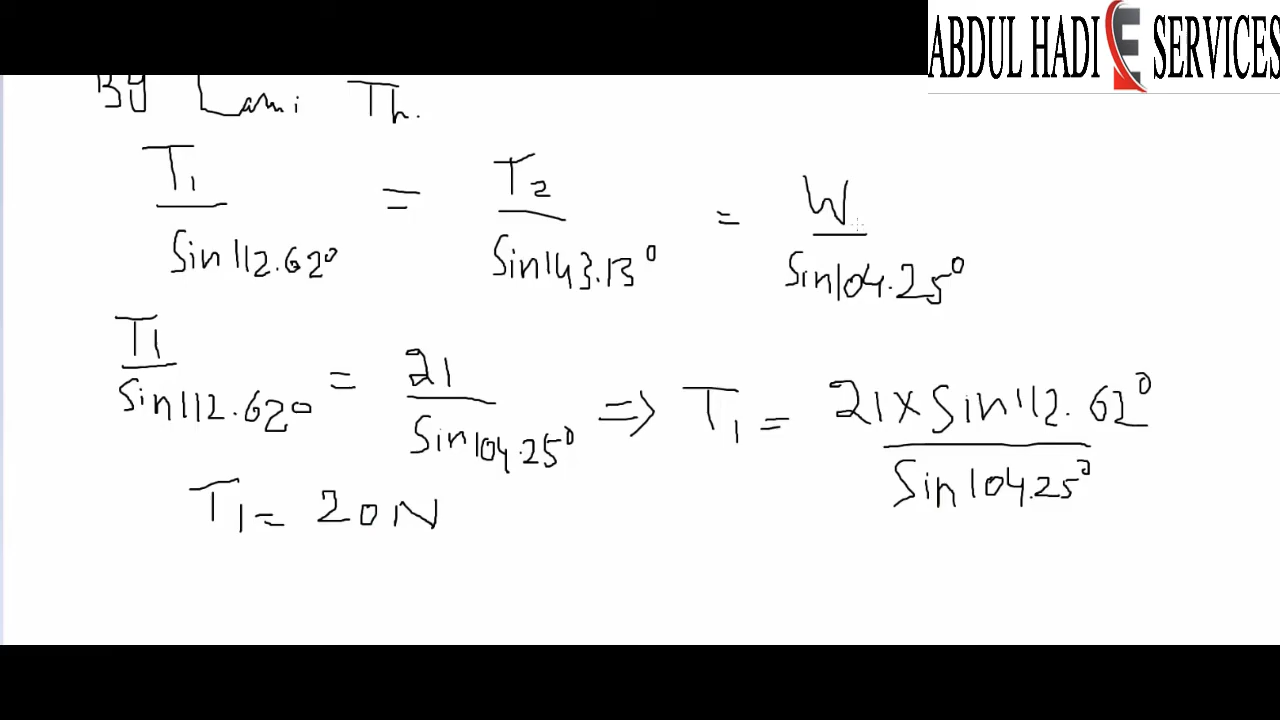 ABDUL HADI E SERVICES
By Lami Th.
T₁ / Sin112.62° = T₂ / Sin143.13° = W / Sin104.25°
T₁ / Sin112.62° = 21 / Sin104.25° ⇒ T₁ = 21 × Sin112.62° / Sin104.25°
T₁ = 20N